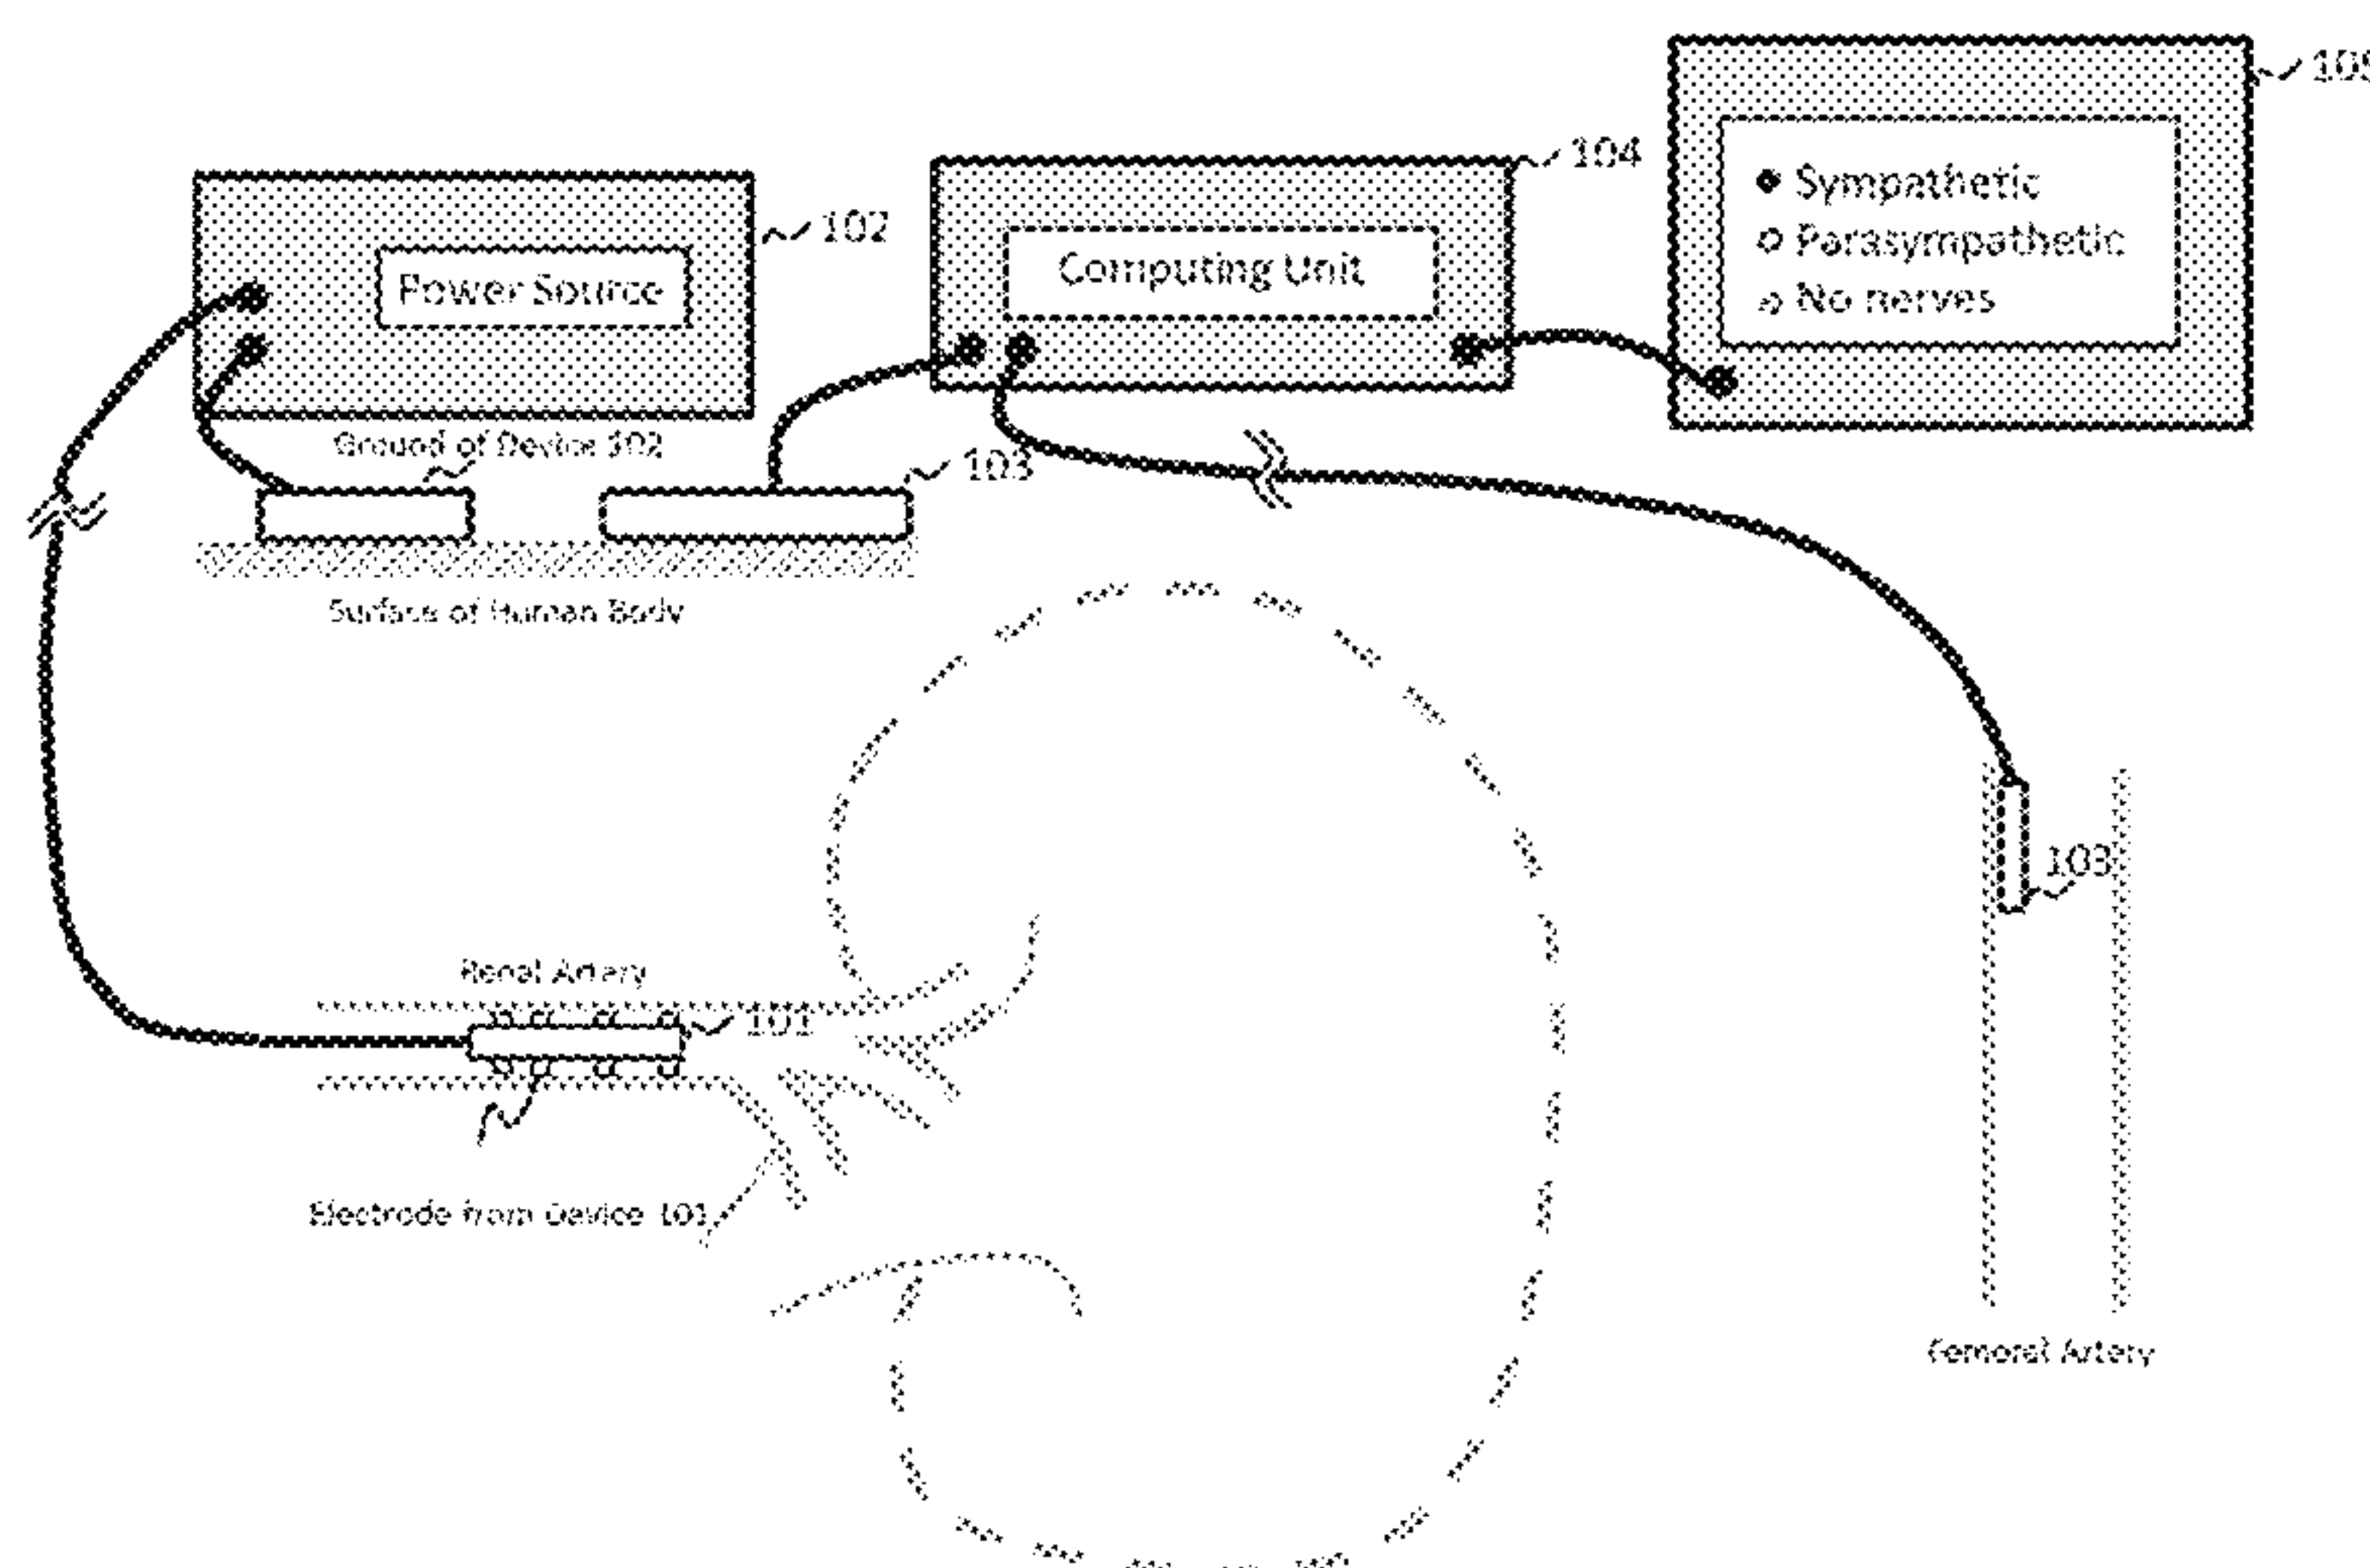 105
104
Sympathetic
102
Parasympathetic
Computing Unit
Power Source
No nerves
Ground of Device 102
103
Surface of Human Body
103
Renal Artery
101
Electrode from Device 101
Femoral Artery